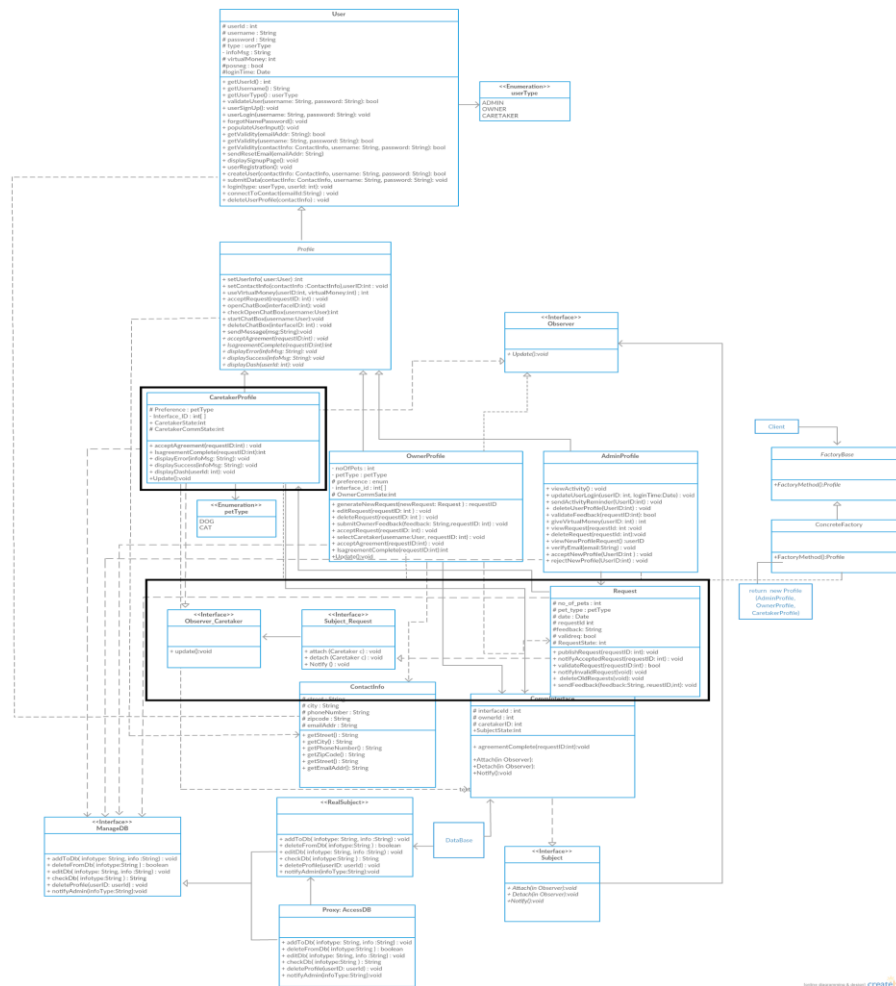 User
# userId : int
# username : String
# password : String
# type : userType
- infoMsg : String
# virtualMoney: int
#posneg : bool
#loginTime: Date
+ getUserId() : int
+ getUsername() : String
+ getUserType() : userType
+ validateUser(username: String, password: String): bool
+ userSignUp(): void
+ userLogin(username: String, password: String): void
+ forgotNamePassword(): void
+ populateUserInput(): void
+ getValidity(emailAddr: String): bool
+ getValidity(username: String, password: String): bool
+ getValidity(contactInfo: ContactInfo, username: String, password: String): bool
+ sendResetEmail(emailAddr: String)
+ displaySignupPage(): void
+ userRegistration(): void
+ createUser(contactInfo: ContactInfo, username: String, password: String): bool
+ submitData(contactInfo: ContactInfo, username: String, password: String): void
+ login(type: userType, userId: int): void
+ connectToContact(emailId:String) : void
+ deleteUserProfile(contactInfo) : void
<<Enumeration>>
userType
ADMIN
OWNER
CARETAKER
Profile
+ setUserInfo( user:User) :int
+ setContactInfo(contactInfo :ContactInfo),userID:int : void
+ useVirtualMoney(userID:int, virtualMoney:int) : int
+ acceptRequest(requestID: int) : void
+ openChatBox(interfaceID:int): void
+ checkOpenChatBox(username:User):int
+ startChatBox(username:User):void
+ deleteChatBox(interfaceID: int) : void
+ sendMessage(msg:String):void
+ acceptAgreement(requestID:int) : void
+ IsagreementComplete(requestID:int):int
+ displayError(infoMsg: String) : void
+ displaySuccess(infoMsg: String) : void
+ displayDash(userId: int): void
<<Interface>>
Observer
+ Update():void
CaretakerProfile
# Preference : petType
- Interface_ID : int[ ]
+ CaretakerState:int
# CaretakerCommState:int
+ acceptAgreement(requestID:int) : void
+ IsagreementComplete(requestID:int):int
+ displayError(infoMsg: String) : void
+ displaySuccess(infoMsg: String) : void
+ displayDash(userId: int): void
+Update():void
OwnerProfile
- noOfPets : int
- petType : petType
# preference : enum
- interface_id : int[ ]
# OwnerCommSate:int
+ generateNewRequest(newRequest: Request ) : requestID
+ editRequest(requestID: int ) : void
+ deleteRequest(requestID: int ) : void
+ submitOwnerFeedback(feedback: String,requestID: int) : void
+ acceptRequest(requestID: int) : void
+ selectCaretaker(username:User, requestID: int) : void
+ acceptAgreement(requestID:int) : void
+ IsagreementComplete(requestID:int):int
+Update():void
AdminProfile
+ viewActivity() : void
+ updateUserLogin(userID: int, loginTime:Date) : void
+ sendActivityReminder(UserID:int) : void
+ deleteUserProfile(UserID:int) : void
+ validateFeedback(requestID:int): bool
+ giveVirtualMoney(userID: int) : int
+ viewRequest(requestId: int) :void
+ deleteRequest(requestId: int):void
+ viewNewProfileRequest() :userID
+ verifyEmail(email:String) : void
+ acceptNewProfile(UserID:int ) : void
+ rejectNewProfile(UserID:int) : void
Client
FactoryBase
+FactoryMethod():Profile
ConcreteFactory
+FactoryMethod():Profile
return new Profile
(AdminProfile,
OwnerProfile,
CaretakerProfile)
<<Enumeration>>
petType
DOG
CAT
<<Interface>>
Observer_Caretaker
+ update():void
<<Interface>>
Subject_Request
+ attach (Caretaker c) : void
+ detach (Caretaker c) : void
+ Notify () : void
Request
# no_of_pets : int
# pet_type : petType
# date : Date
# requestId int
#feedback: String
# validreq: bool
# RequestState: int
+ publishRequest(requestID: int): void
+ notifyAcceptedRequest(requestID: int) : void
+ validateRequest(requestID:int) : bool
+ notifyInvalidRequest() : void
+ deleteOldRequests(void): void
+ sendFeedback(feedback:String,
ContactInfo
# city : String
# phoneNumber : String
# zipcode : String
# emailAddr : String
+ getStreet() : String
+ getCity() : String
+ getPhoneNumber() : String
+ getZipCode() : String
+ getStreet() : String
+ getEmailAddr(): String
# interfaceId : int
# ownerId : int
# caretakerID: int
+SubjectState:int
+ agreementComplete(requestID:int):void
+Attach(in Observer):
+Detach(in Observer):
+Notify():void
<<Interface>>
ManageDB
+ addToDb( infotype: String, info :String) : void
+ deleteFromDb( infotype:String ) : boolean
+ editDb( infotype: String, info :String) : void
+ checkDb( infotype:String ) : String
+ deleteProfile(userID: userId) : void
+ notifyAdmin(infoType:String):void
<<RealSubject>>
+ addToDb( infotype: String, info :String) : void
+ deleteFromDb( infotype:String ) : boolean
+ editDb( infotype: String, info :String) : void
+ checkDb( infotype:String ) : String
+ deleteProfile(userID: userId) : void
+ notifyAdmin(infoType:String):void
DataBase
<<Interface>>
Subject
+ Attach(in Observer):void
+ Detach(in Observer):void
+Notify():void
Proxy: AccessDB
+ addToDb( infotype: String, info :String) : void
+ deleteFromDb( infotype:String ) : boolean
+ editDb( infotype: String, info :String) : void
+ checkDb( infotype:String ) : String
+ deleteProfile(userID: userId) : void
+ notifyAdmin(infoType:String):void